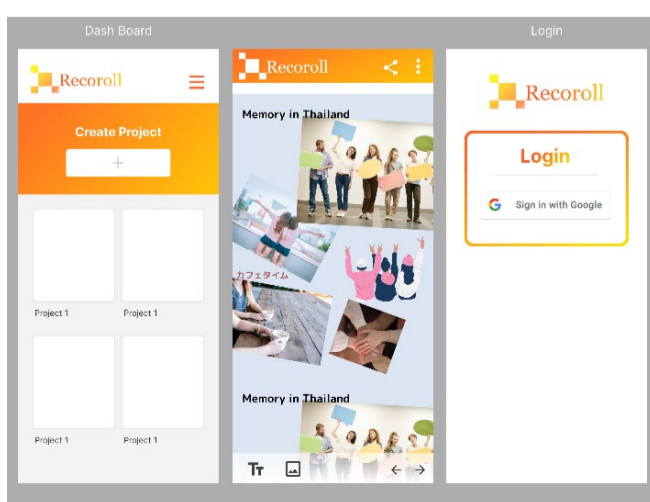 Dash Board
Recoroll
Create Project
+
Project 1
Project 1
Project 1
Project 1
Recoroll
Memory in Thailand
カフェタイム
Memory in Thailand
Tт
Login
Recoroll
Login
G Sign in with Google